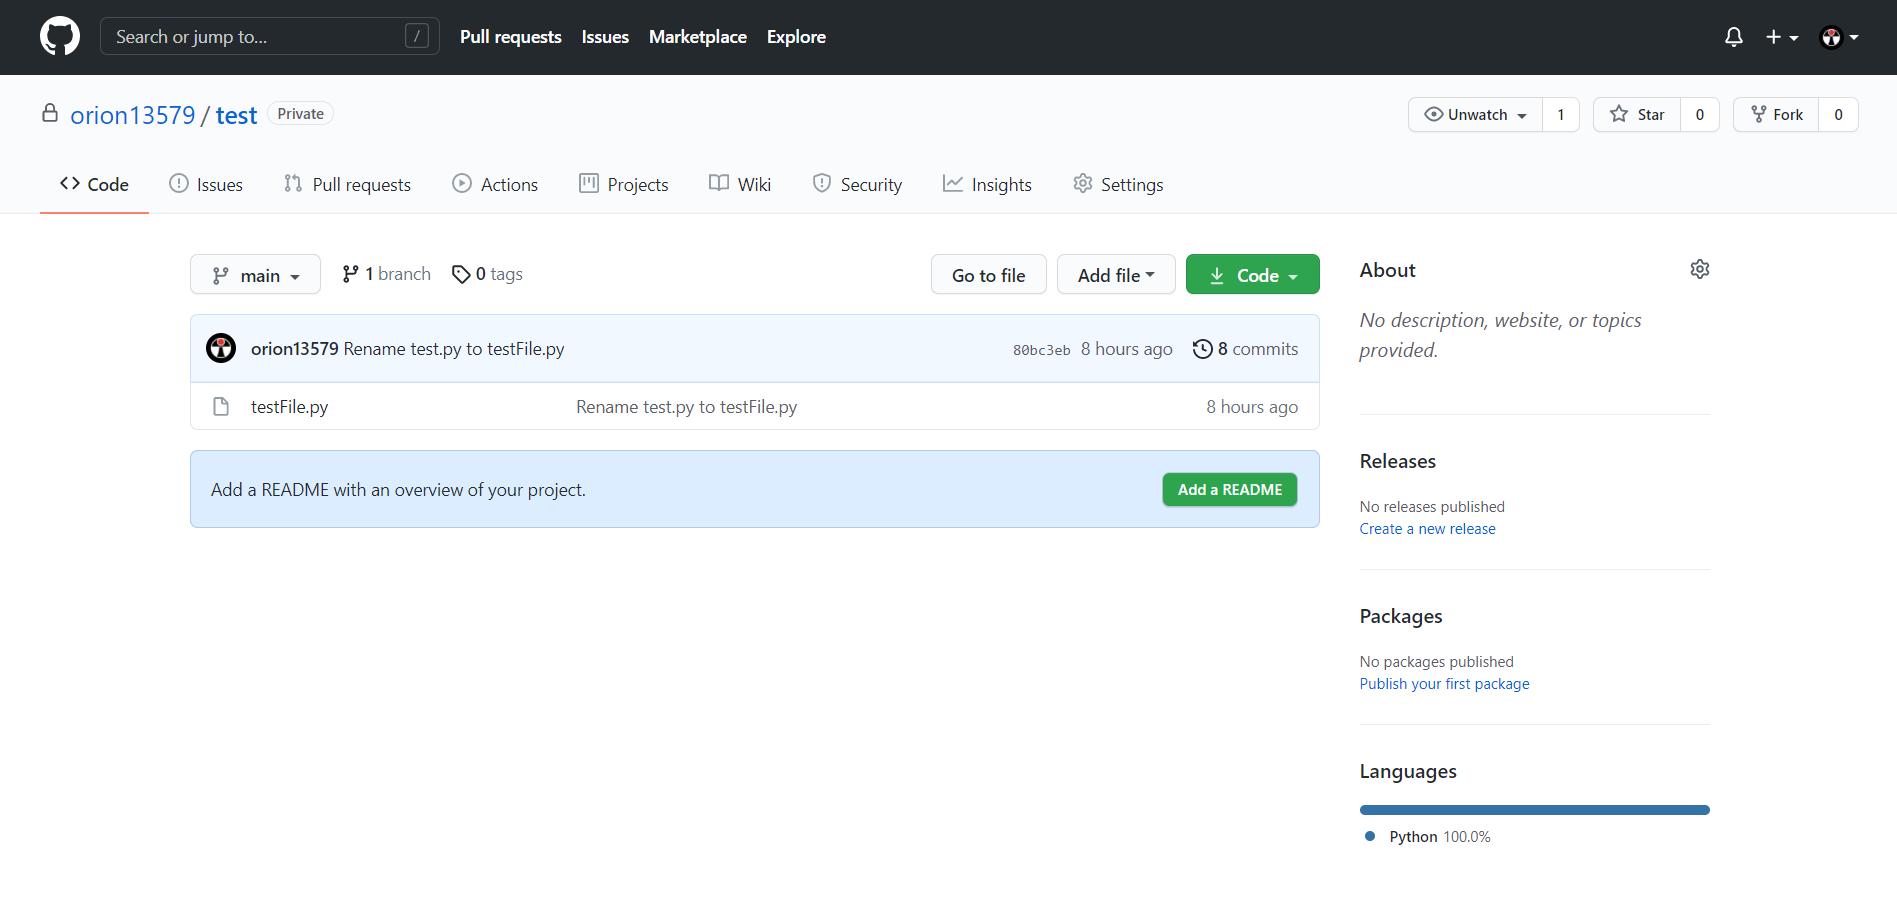 Search or jump to... /
Pull requests Issues Marketplace Explore
orion13579 / test Private
Unwatch 1 Star 0 Fork 0
Code Issues Pull requests Actions Projects Wiki Security Insights Settings
main 1 branch 0 tags
Go to file Add file Code
orion13579 Rename test.py to testFile.py 80bc3eb 8 hours ago 8 commits
testFile.py Rename test.py to testFile.py 8 hours ago
Add a README with an overview of your project. Add a README
About
No description, website, or topics
provided.
Releases
No releases published
Create a new release
Packages
No packages published
Publish your first package
Languages
Python 100.0%